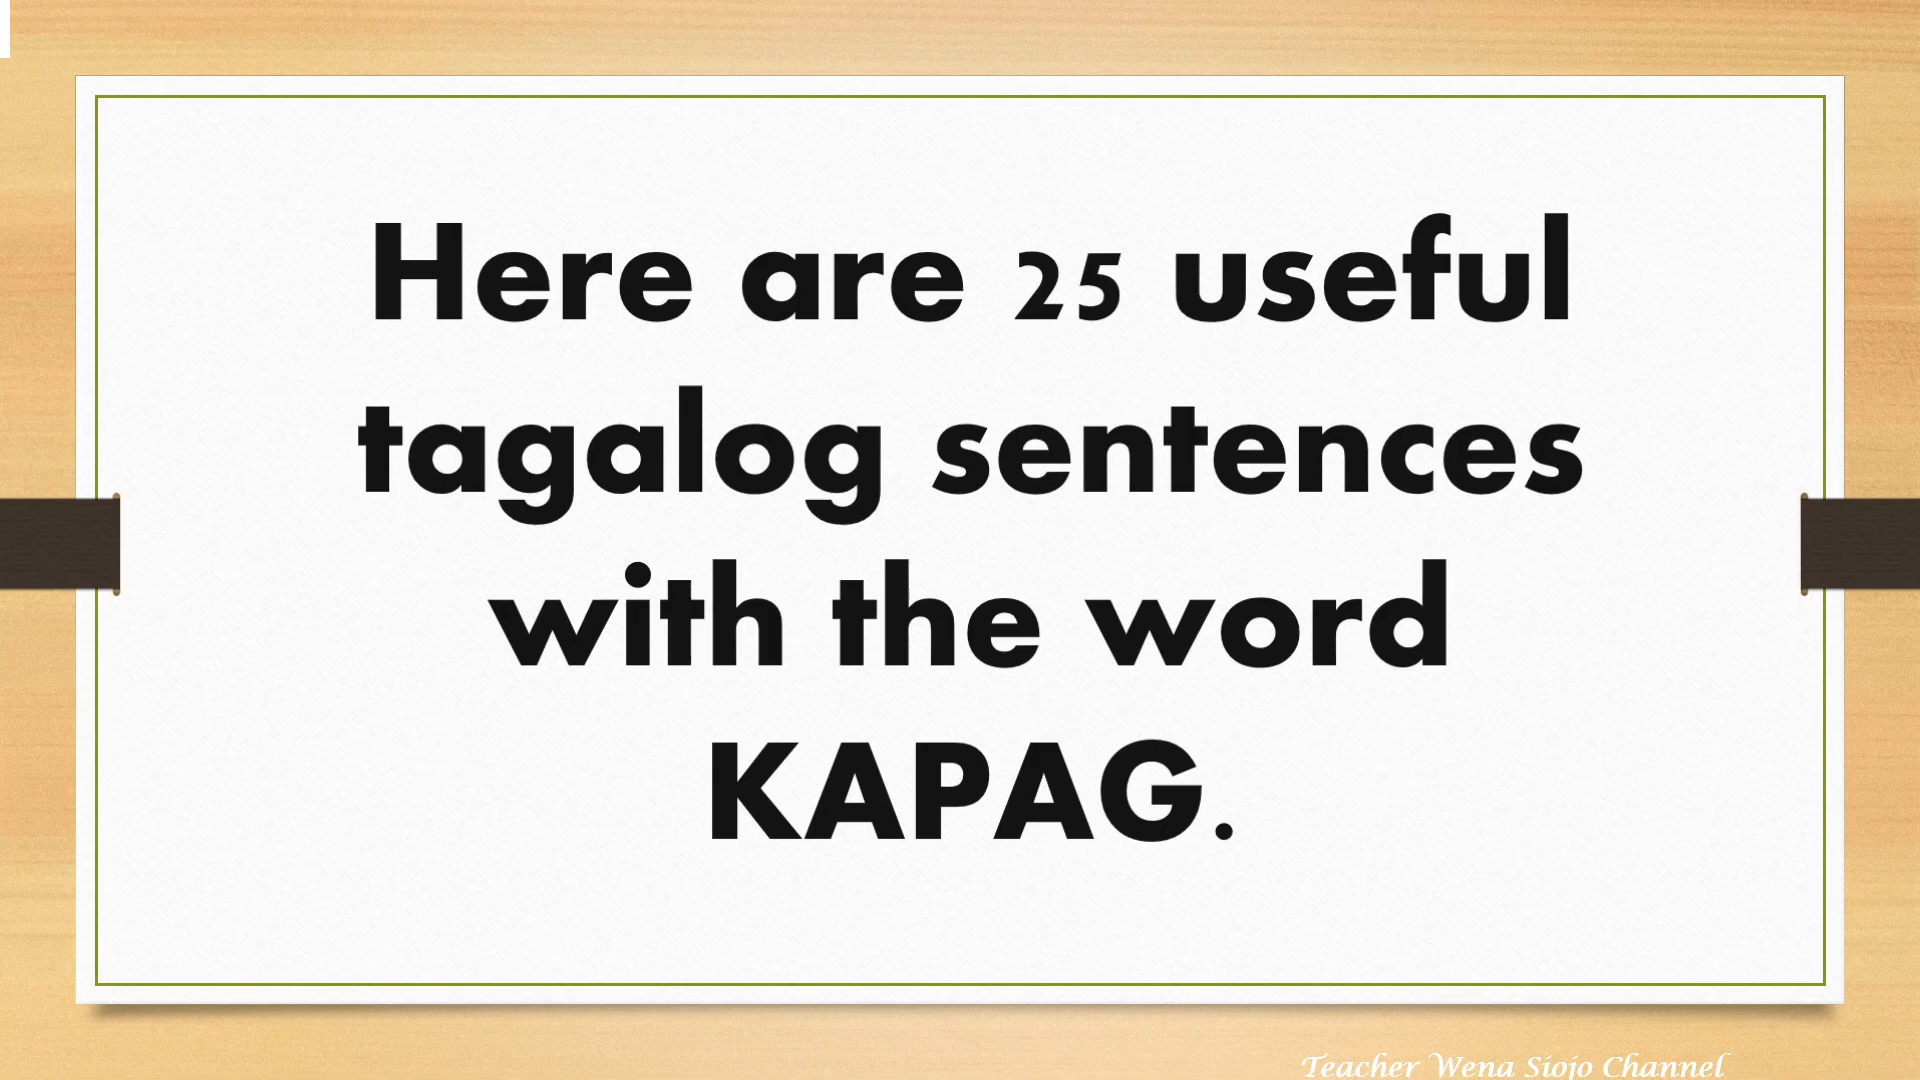 Here are 25 useful
tagalog sentences
with the word
KAPAG.
Teacher Wena Siojo Channel